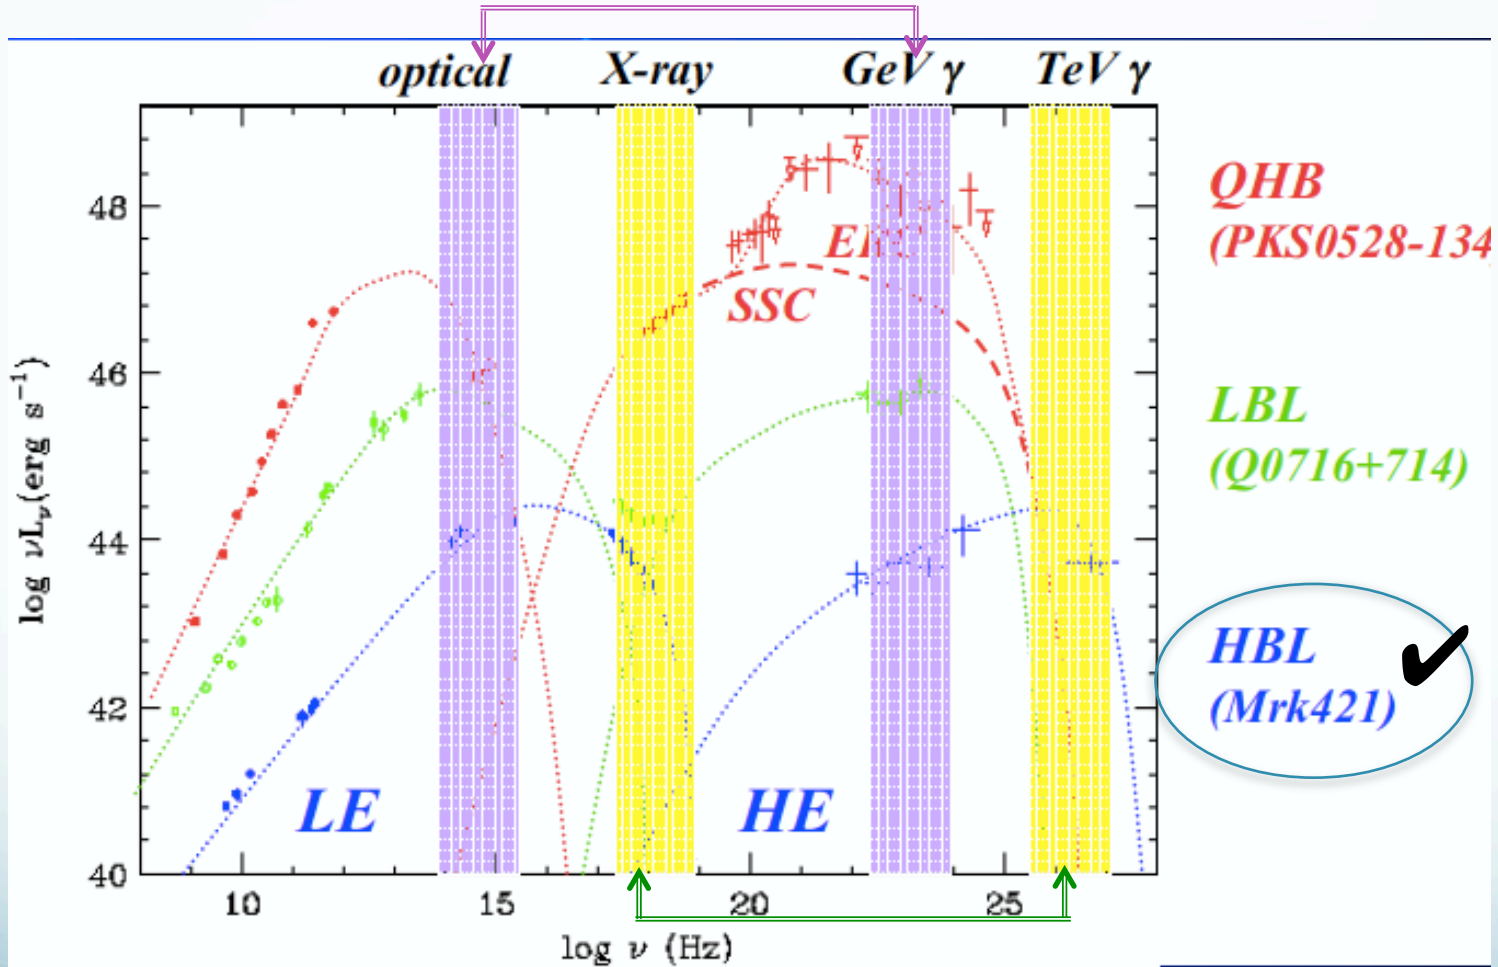 optical X-ray GeV γ TeV γ
QHB
(PKS0528-134
LBL
(Q0716+714)
HBL
(Mrk421)
SSC
LE
HE
48
46
44
42
40
10 15 20 25
log ν (Hz)
log νLν(erg s⁻¹)